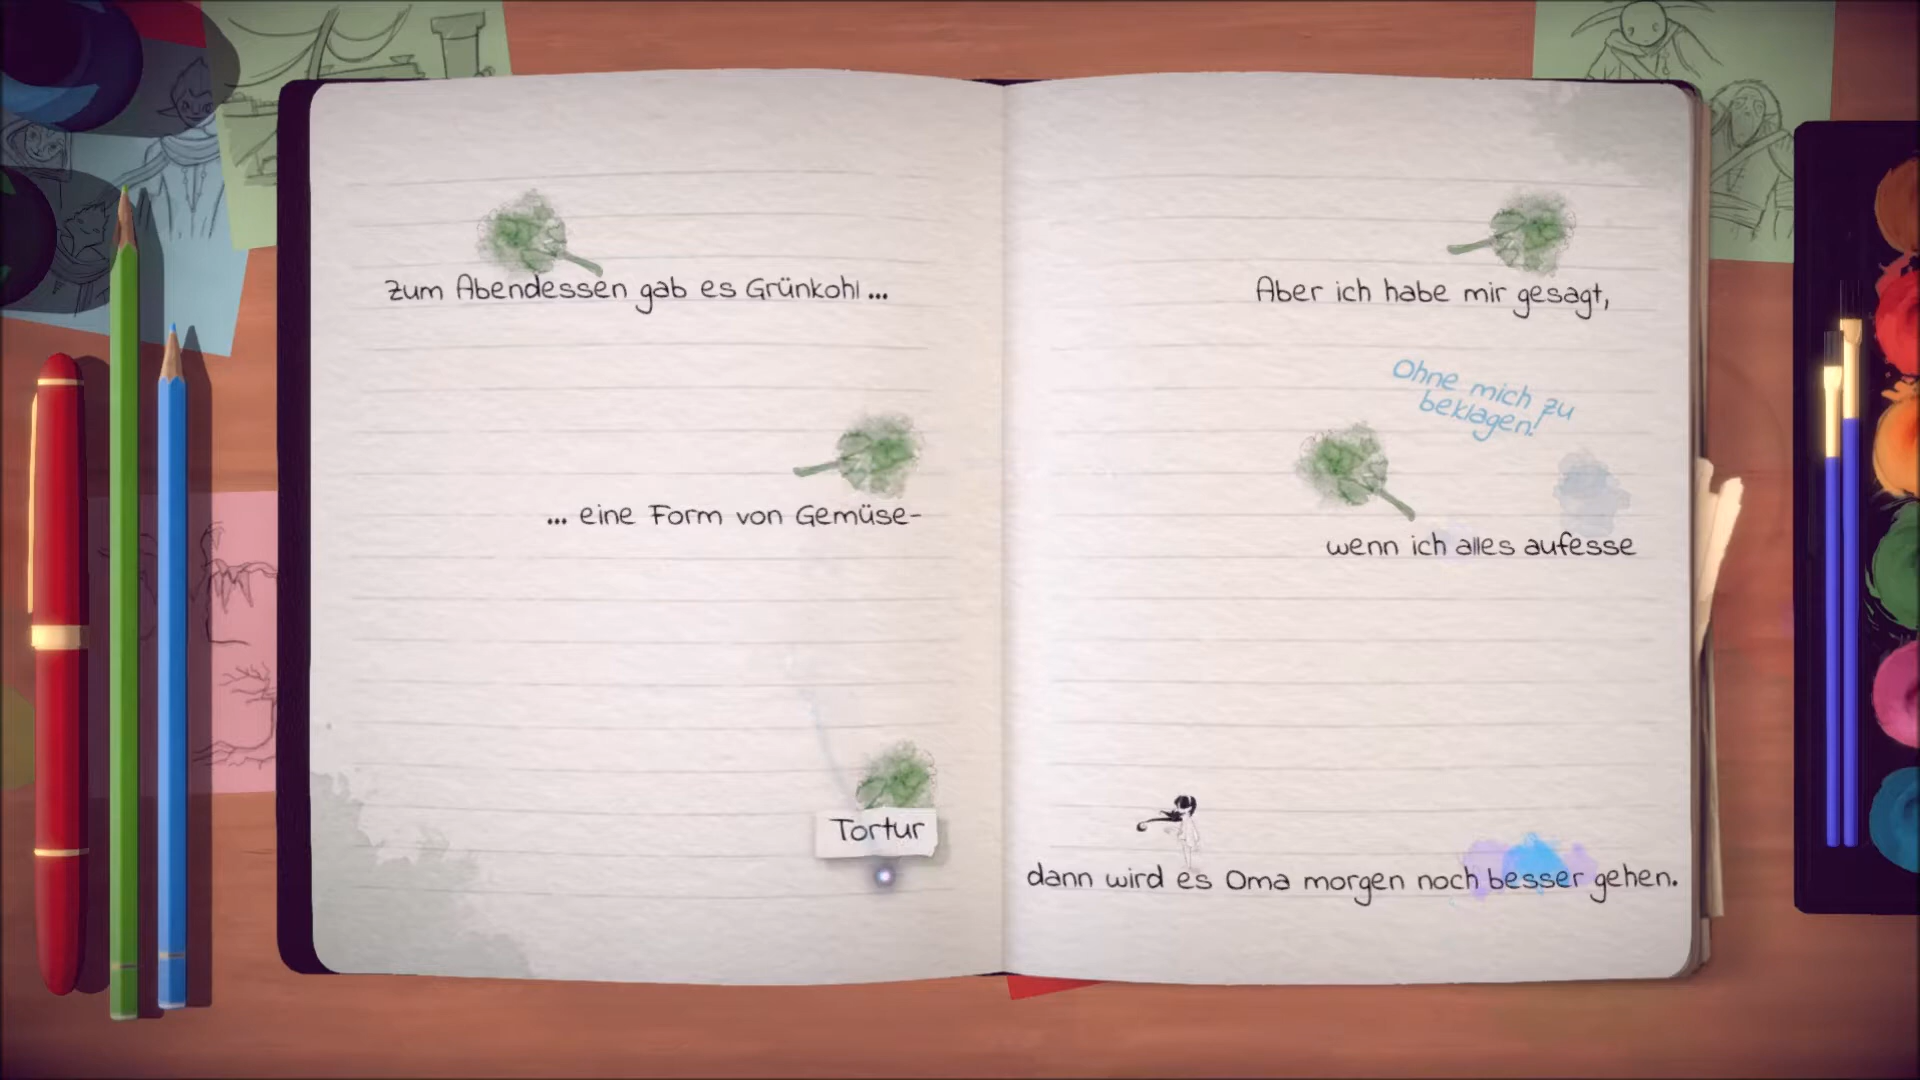 zum Abendessen gab es Grünkohl ...
... eine Form von Gemüse-
Tortur
Aber ich habe mir gesagt,
Ohne mich zu
beklagen!
wenn ich alles aufesse
dann wird es Oma morgen noch besser gehen.